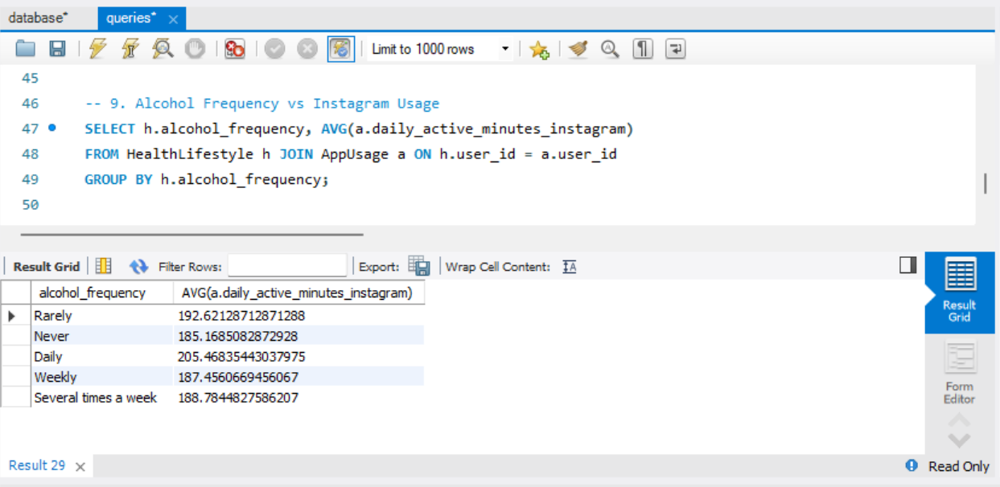 database* queries* ×
Limit to 1000 rows
45
46 -- 9. Alcohol Frequency vs Instagram Usage
47 SELECT h.alcohol_frequency, AVG(a.daily_active_minutes_instagram)
48 FROM HealthLifestyle h JOIN AppUsage a ON h.user_id = a.user_id
49 GROUP BY h.alcohol_frequency;
50
Result Grid Filter Rows: Export: Wrap Cell Content: IA
alcohol_frequency AVG(a.daily_active_minutes_instagram)
Rarely 192.62128712871288
Never 185.1685082872928
Daily 205.46835443037975
Weekly 187.4560669456067
Several times a week 188.7844827586207
Result
Grid
Form
Editor
Result 29 ×
Read Only